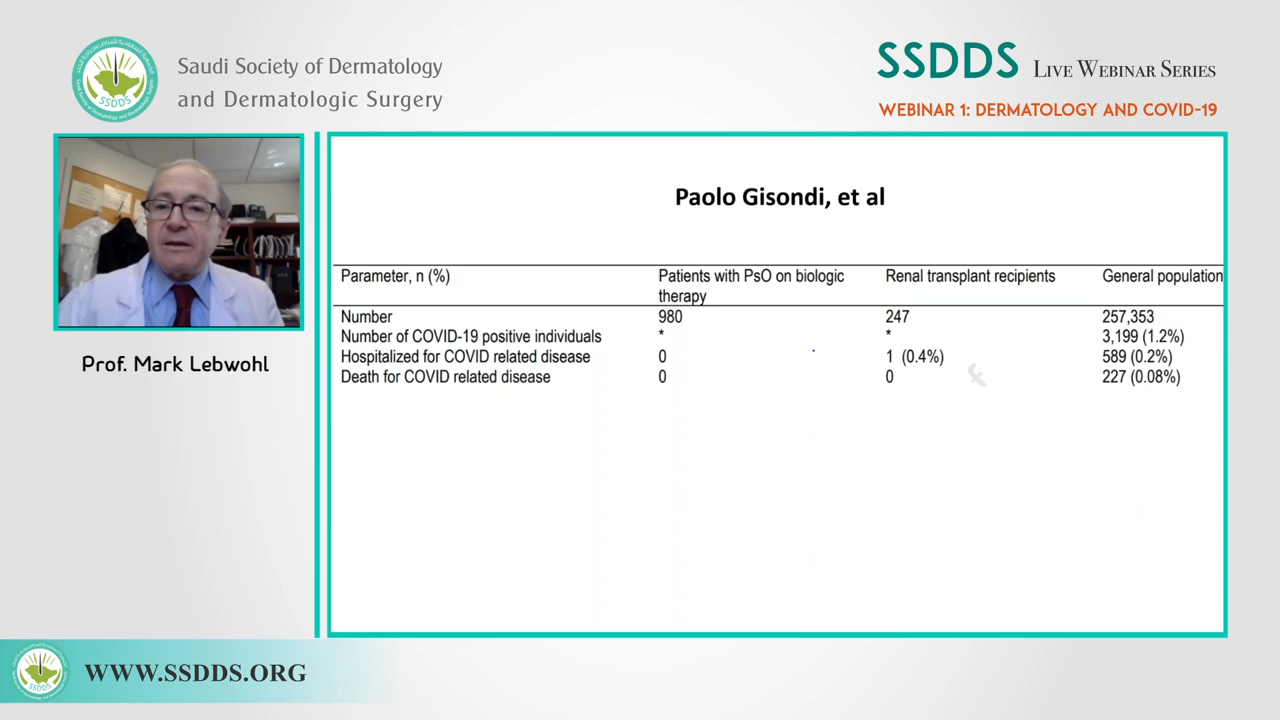 Saudi Society of Dermatology
and Dermatologic Surgery
SSDDS LIVE WEBINAR SERIES
WEBINAR 1: DERMATOLOGY AND COVID-19
SSDDS
Prof. Mark Lebwohl
Paolo Gisondi, et al
Parameter, n (%) Patients with PsO on biologic therapy Renal transplant recipients General population
Number 980 247 257,353
Number of COVID-19 positive individuals * * 3,199 (1.2%)
Hospitalized for COVID related disease 0 1 (0.4%) 589 (0.2%)
Death for COVID related disease 0 0 227 (0.08%)
SSDDS
WWW.SSDDS.ORG